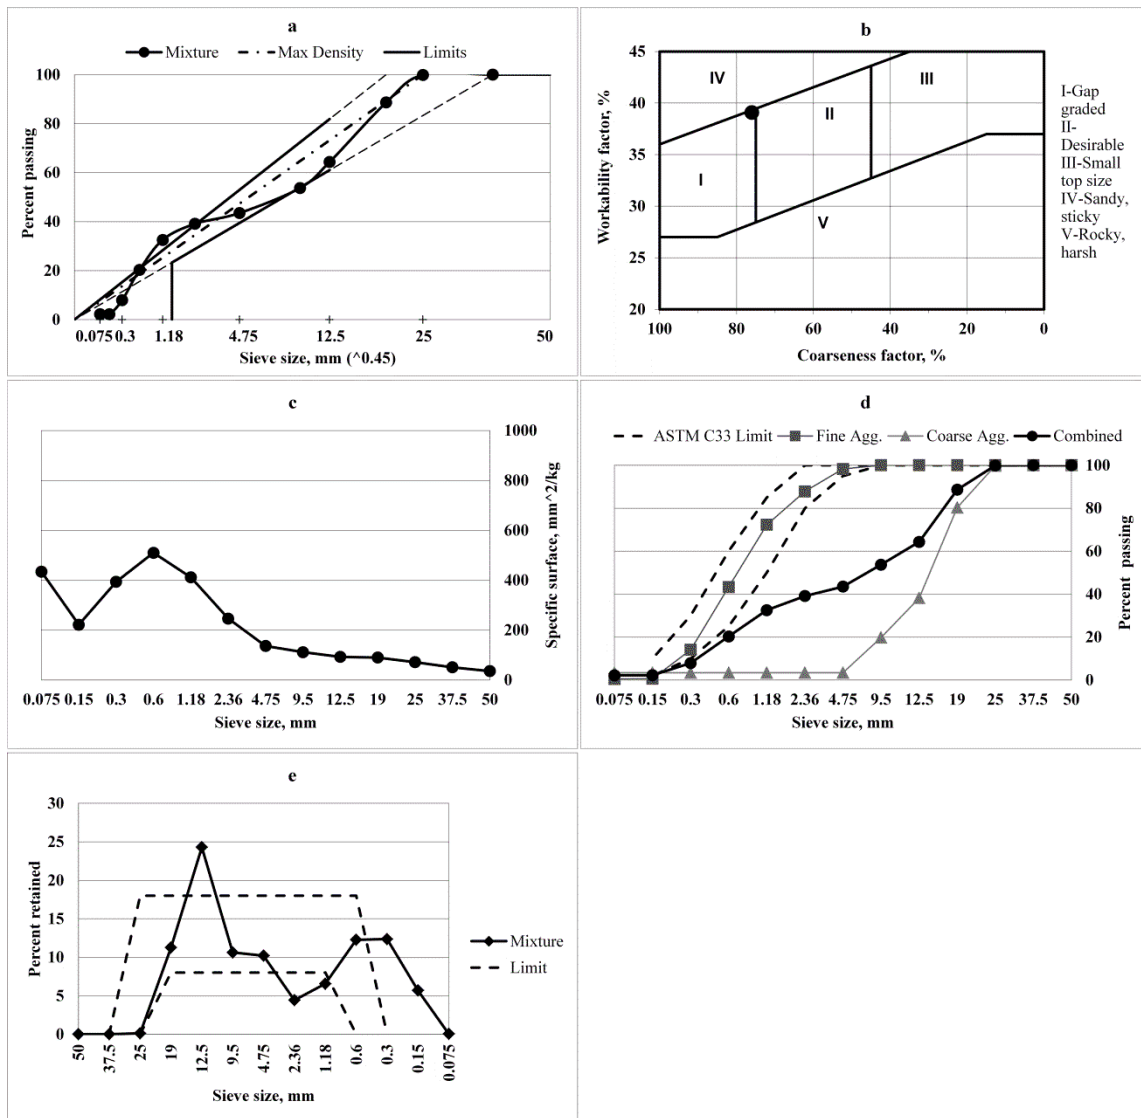 a
Mixture Max Density Limits
100
80
60
40
20
0
Percent passing
0.075 0.3 1.18 4.75 12.5 25 50
Sieve size, mm (^0.45)
b
45
40
35
30
25
20
Workability factor, %
IV
III
II
I
V
100 80 60 40 20 0
Coarseness factor, %
I-Gap
graded
II-
Desirable
III-Small
top size
IV-Sandy,
sticky
V-Rocky,
harsh
c
1000
800
600
400
200
0
Specific surface, mm^2/kg
0.075 0.15 0.3 0.6 1.18 2.36 4.75 9.5 12.5 19 25 37.5 50
Sieve size, mm
d
ASTM C33 Limit Fine Agg. Coarse Agg. Combined
100
80
60
40
20
0
Percent passing
0.075 0.15 0.3 0.6 1.18 2.36 4.75 9.5 12.5 19 25 37.5 50
Sieve size, mm
e
30
25
20
15
10
5
0
Percent retained
50 37.5 25 19 12.5 9.5 4.75 2.36 1.18 0.6 0.3 0.15 0.075
Sieve size, mm
Mixture
Limit